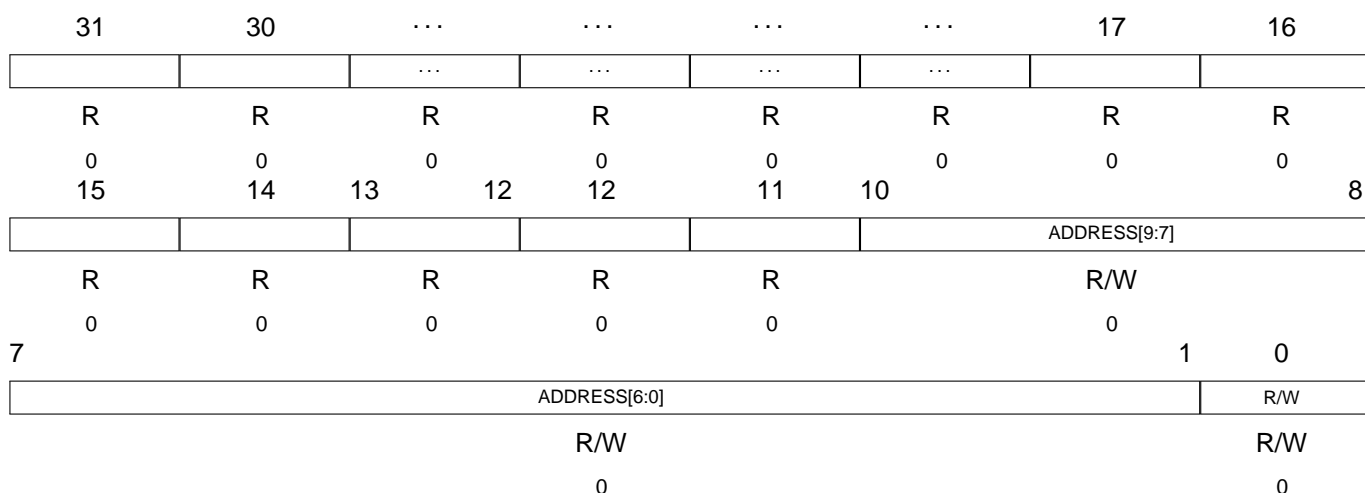 31 30 ... ... ... ... 17 16
... ... ... ...
R R R R R R R R
0 0 0 0 0 0 0 0
15 14 13 12 12 11 10 8
ADDRESS[9:7]
R R R R R R/W
0 0 0 0 0 0
7 1 0
ADDRESS[6:0] R/W
R/W R/W
0 0